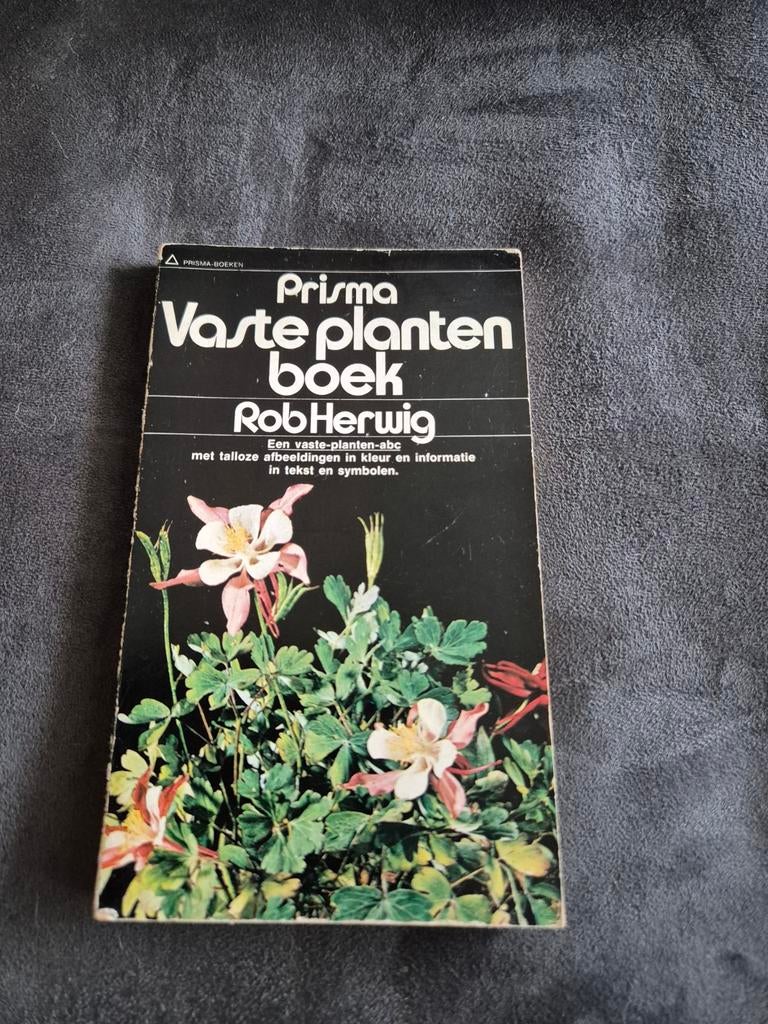 PRISMA-BOEKEN
Prisma
Vaste planten
boek
Rob Herwig
Een vaste-planten-abc
met talloze afbeeldingen in kleur en informatie
in tekst en symbolen.